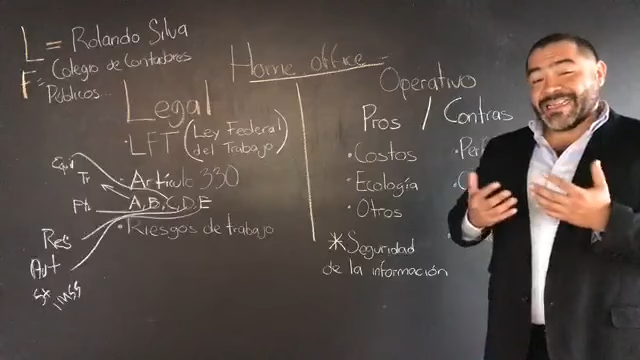 L = Rolando Silva
F = Colegio de Contadores
Públicos...
Home office
Legal
• LFT (Ley Federal
del Trabajo)
• Artículo 330
A, B, C, D, E
• Riesgos de trabajo
Tr
Res
IMSS
Operativo
Pros / Contras
• Costos
• Ecología
• Otros
* Seguridad
de la información